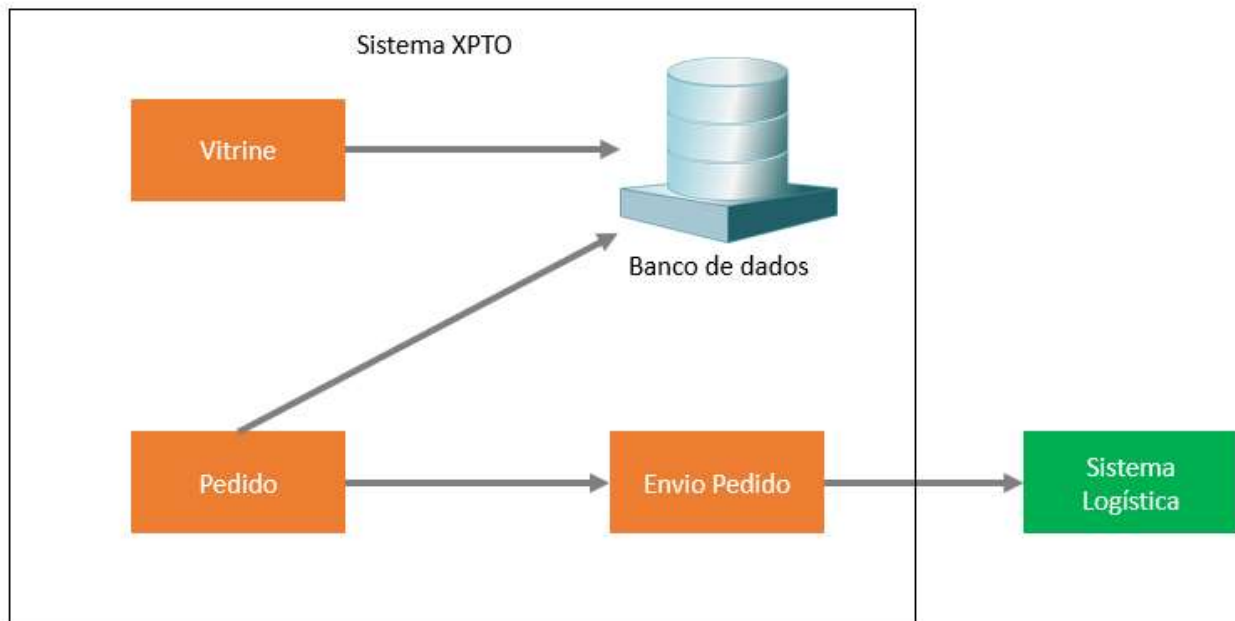 Sistema XPTO
Vitrine
Banco de dados
Pedido
Envio Pedido
Sistema
Logística